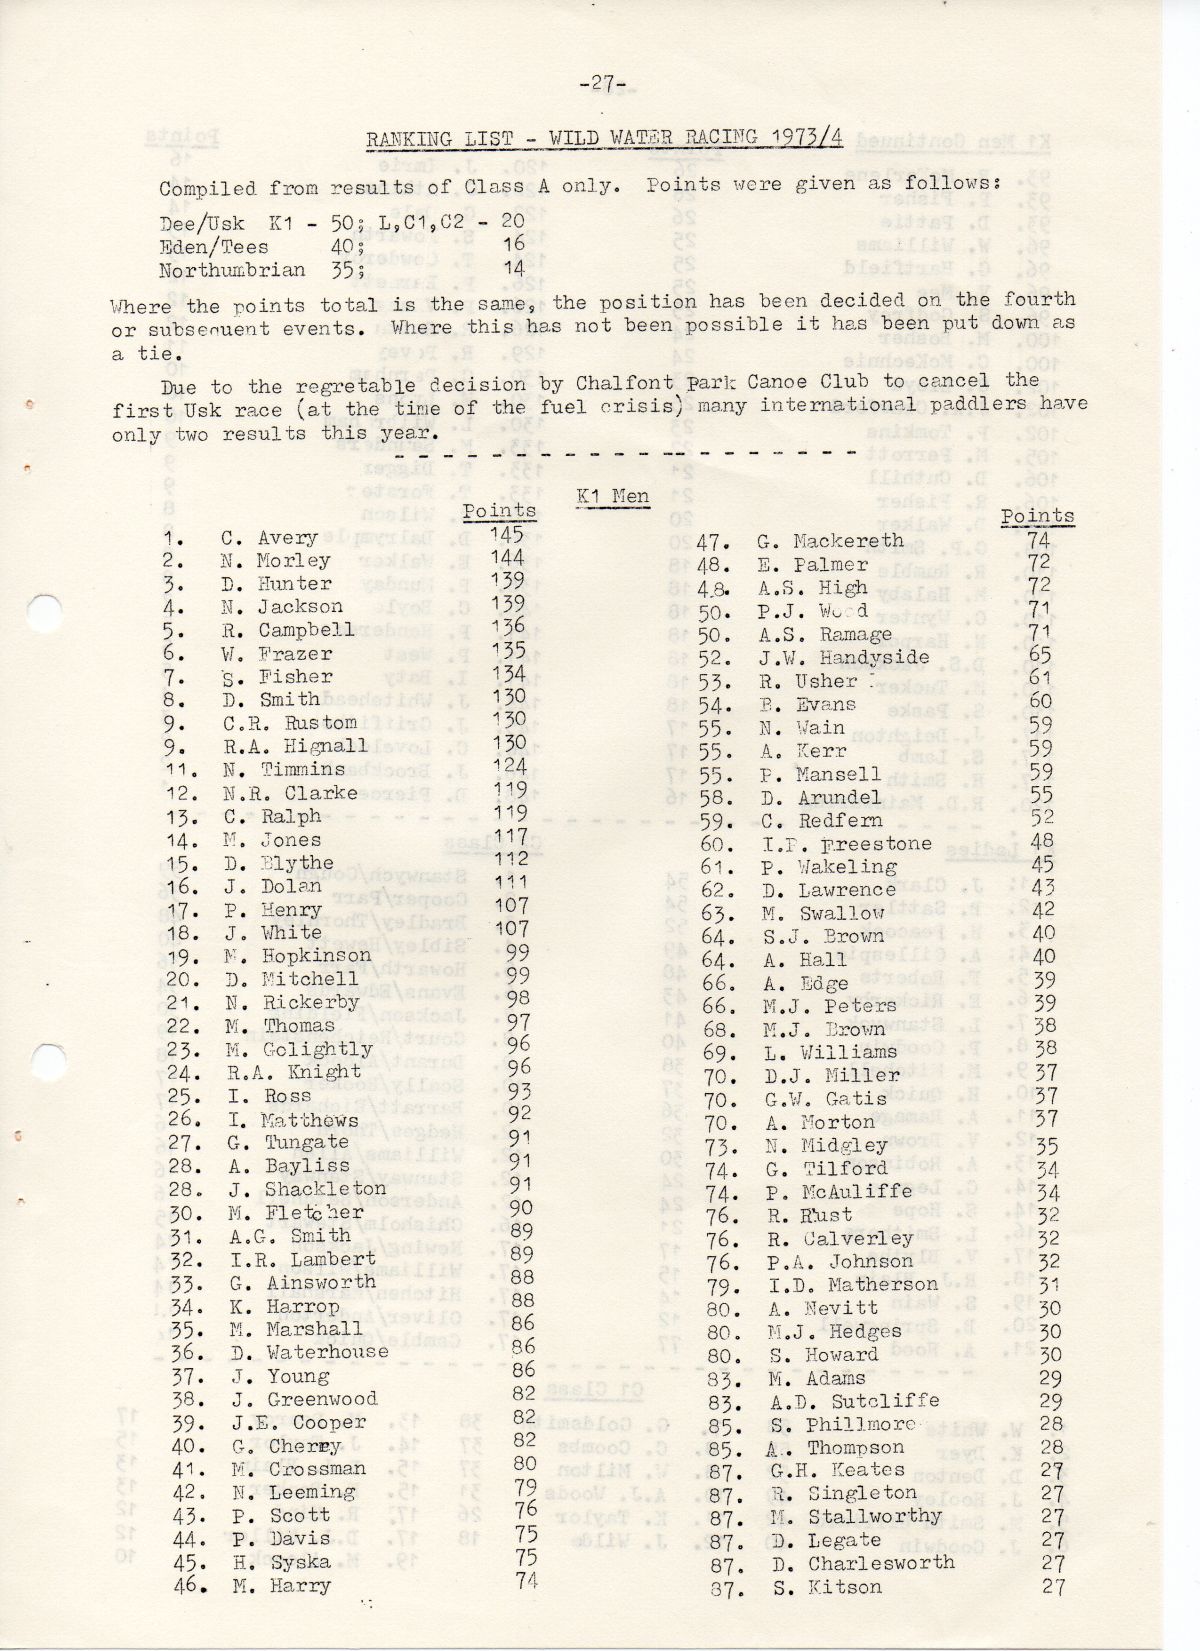 -27-
RANKING LIST - WILD WATER RACING 1973/4
Compiled from results of Class A only. Points were given as follows:
Dee/Usk K1 - 50; L,C1,C2 - 20
Eden/Tees 40; 16
Northumbrian 35; 14
Where the points total is the same, the position has been decided on the fourth
or subsequent events. Where this has not been possible it has been put down as
a tie.
Due to the regretable decision by Chalfont Park Canoe Club to cancel the
first Usk race (at the time of the fuel crisis) many international paddlers have
only two results this year.
K1 Men
Points
1. C. Avery 145
2. N. Morley 144
3. D. Hunter 139
4. N. Jackson 139
5. R. Campbell 136
6. W. Frazer 135
7. S. Fisher 134
8. D. Smith 130
9. C.R. Rustom 130
9. R.A. Hignall 130
11. N. Timmins 124
12. N.R. Clarke 119
13. C. Ralph 119
14. M. Jones 117
15. D. Blythe 112
16. J. Dolan 111
17. P. Henry 107
18. J. White 107
19. M. Hopkinson 99
20. D. Mitchell 99
21. N. Rickerby 98
22. M. Thomas 97
23. M. Golightly 96
24. R.A. Knight 96
25. I. Ross 93
26. I. Matthews 92
27. G. Tungate 91
28. A. Bayliss 91
28. J. Shackleton 91
30. M. Fletcher 90
31. A.G. Smith 89
32. I.R. Lambert 89
33. G. Ainsworth 88
34. K. Harrop 88
35. M. Marshall 86
36. D. Waterhouse 86
37. J. Young 86
38. J. Greenwood 82
39. J.E. Cooper 82
40. G. Cherry 82
41. M. Crossman 80
42. N. Leeming 79
43. P. Scott 76
44. P. Davis 75
45. H. Syska 75
46. M. Harry 74
Points
47. G. Mackereth 74
48. E. Palmer 72
48. A.S. High 72
50. P.J. Wood 71
50. A.S. Ramage 71
52. J.W. Handyside 65
53. R. Usher 61
54. B. Evans 60
55. N. Wain 59
55. A. Kerr 59
55. P. Mansell 59
58. D. Arundel 55
59. C. Redfern 52
60. I.P. Freestone 48
61. P. Wakeling 45
62. D. Lawrence 43
63. M. Swallow 42
64. S.J. Brown 40
64. A. Hall 40
66. A. Edge 39
66. M.J. Peters 39
68. M.J. Brown 38
69. L. Williams 38
70. D.J. Miller 37
70. G.W. Gatis 37
70. A. Morton 37
73. N. Midgley 35
74. G. Tilford 34
74. P. McAuliffe 34
76. R. Rust 32
76. R. Calverley 32
76. P.A. Johnson 32
79. I.D. Matherson 31
80. A. Nevitt 30
80. M.J. Hedges 30
80. S. Howard 30
83. M. Adams 29
83. A.D. Sutcliffe 29
85. S. Phillmore 28
85. A. Thompson 28
87. G.H. Keates 27
87. R. Singleton 27
87. M. Stallworthy 27
87. D. Legate 27
87. D. Charlesworth 27
87. S. Kitson 27